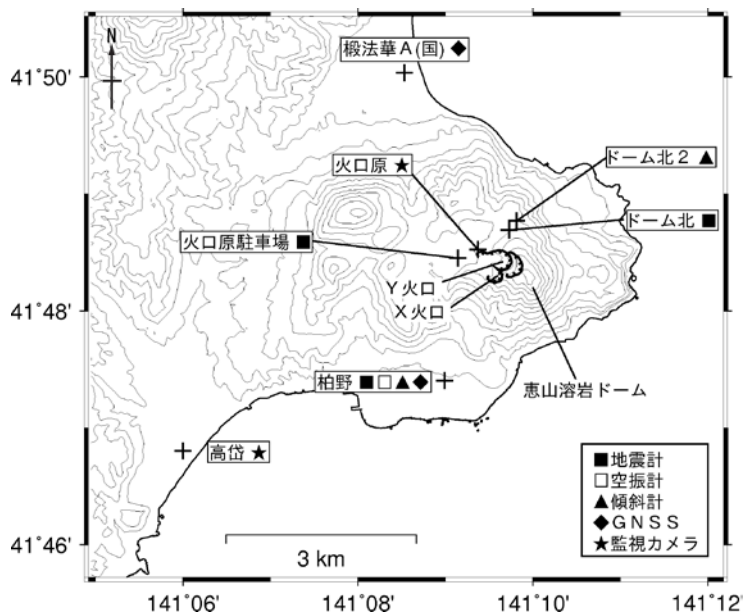 N
椴法華A(国) ◆
41°50'
ドーム北2 ▲
火口原 ★
ドーム北 ■
火口原駐車場 ■
Y火口
X火口
41°48'
柏野 ■□▲◆
恵山溶岩ドーム
高岱 ★
■地震計
□空振計
▲傾斜計
◆GNSS
★監視カメラ
3 km
41°46'
141°06' 141°08' 141°10' 141°12'